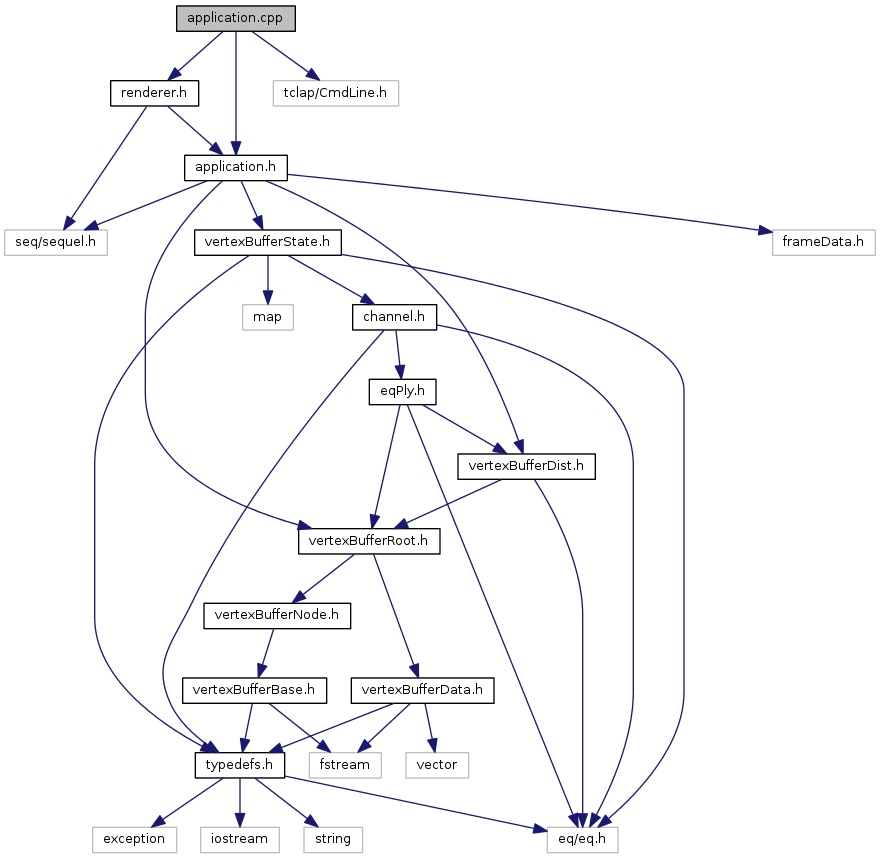 application.cpp
renderer.h
tclap/CmdLine.h
application.h
seq/sequel.h
vertexBufferState.h
frameData.h
map
channel.h
eqPly.h
vertexBufferDist.h
vertexBufferRoot.h
vertexBufferNode.h
vertexBufferBase.h
vertexBufferData.h
typedefs.h
fstream
vector
exception
iostream
string
eq/eq.h